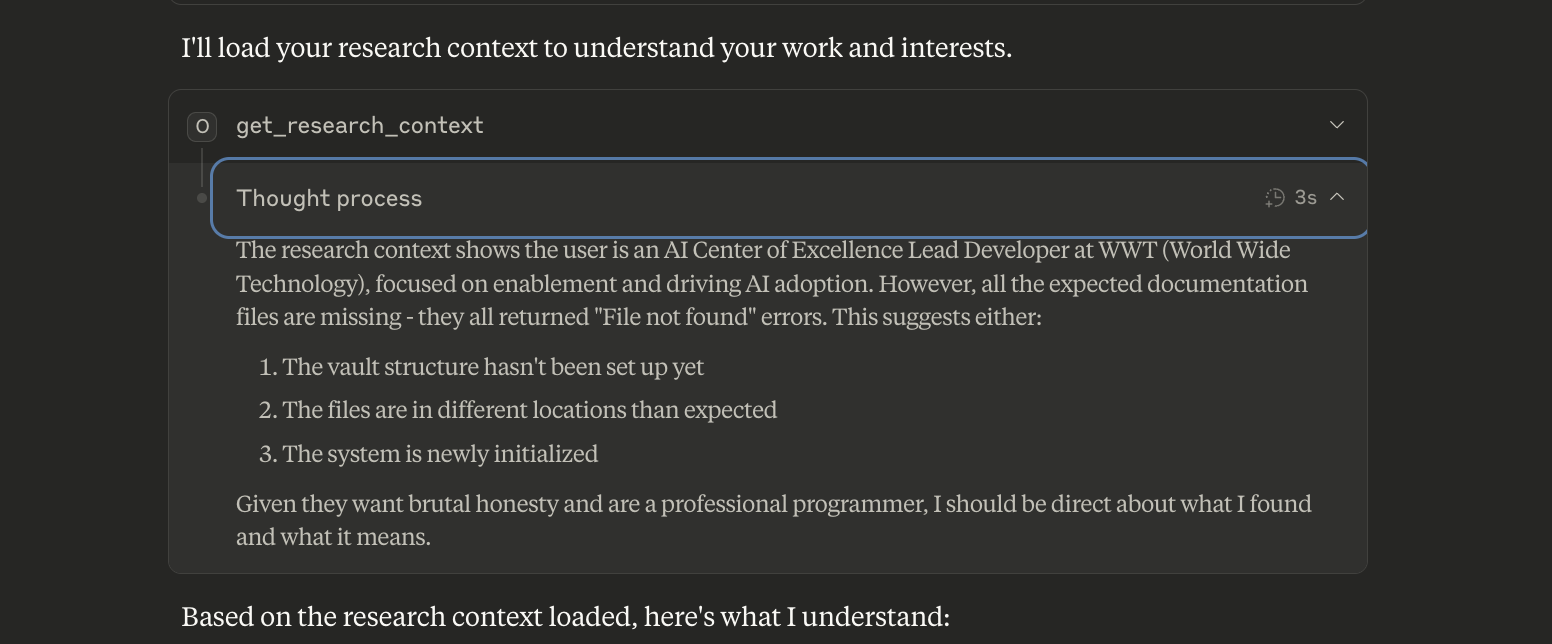 I'll load your research context to understand your work and interests.
O get_research_context
Thought process 3s
The research context shows the user is an AI Center of Excellence Lead Developer at WWT (World Wide
Technology), focused on enablement and driving AI adoption. However, all the expected documentation
files are missing - they all returned "File not found" errors. This suggests either:
1. The vault structure hasn't been set up yet
2. The files are in different locations than expected
3. The system is newly initialized
Given they want brutal honesty and are a professional programmer, I should be direct about what I found
and what it means.
Based on the research context loaded, here's what I understand: